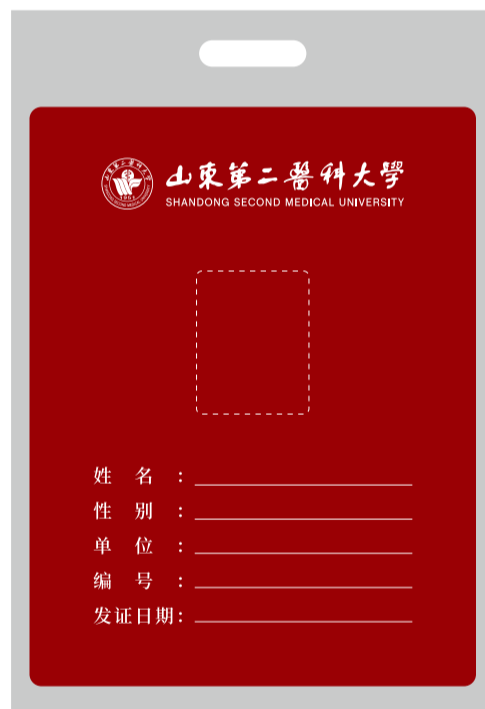 山東第二醫科大學
SHANDONG SECOND MEDICAL UNIVERSITY
1951
姓 名 :
性 别 :
单 位 :
编 号 :
发证日期: